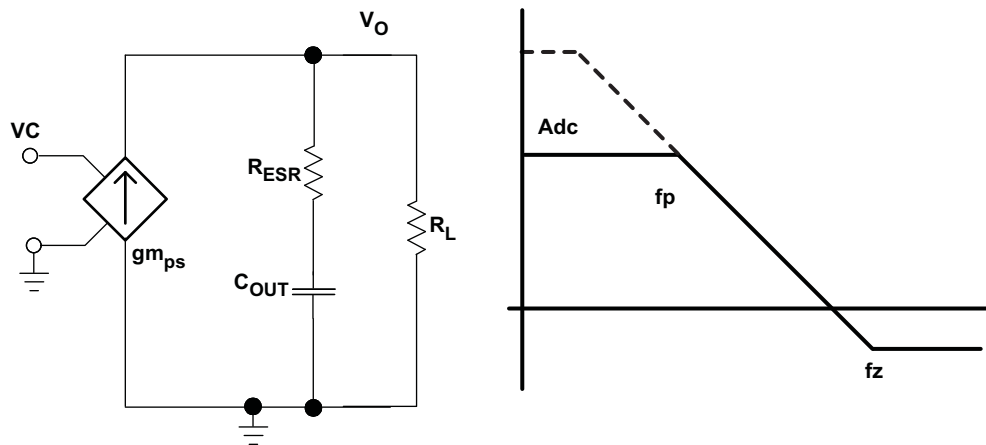 V_O
VC
R_ESR
R_L
gm_ps
C_OUT
Adc
fp
fz